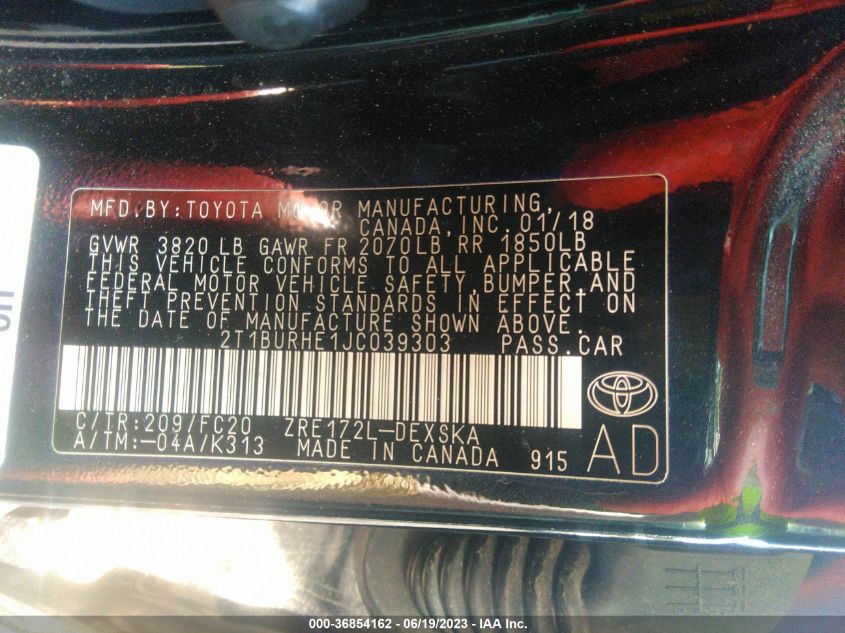 MFD.BY:TOYOTA MOTOR MANUFACTURING,
CANADA,INC. 01/18
GVWR 3820 LB GAWR FR 2070LB RR 1850LB
THIS VEHICLE CONFORMS TO ALL APPLICABLE
FEDERAL MOTOR VEHICLE SAFETY,BUMPER,AND
THEFT PREVENTION STANDARDS IN EFFECT ON
THE DATE OF MANUFACTURE SHOWN ABOVE.
2T1BURHE1JC039303 PASS.CAR
C/TR:209/FC20 ZRE172L-DEXSKA
A/TM:-04A/K313 MADE IN CANADA 915 AD
000-36854162 - 06/19/2023 - IAA Inc.